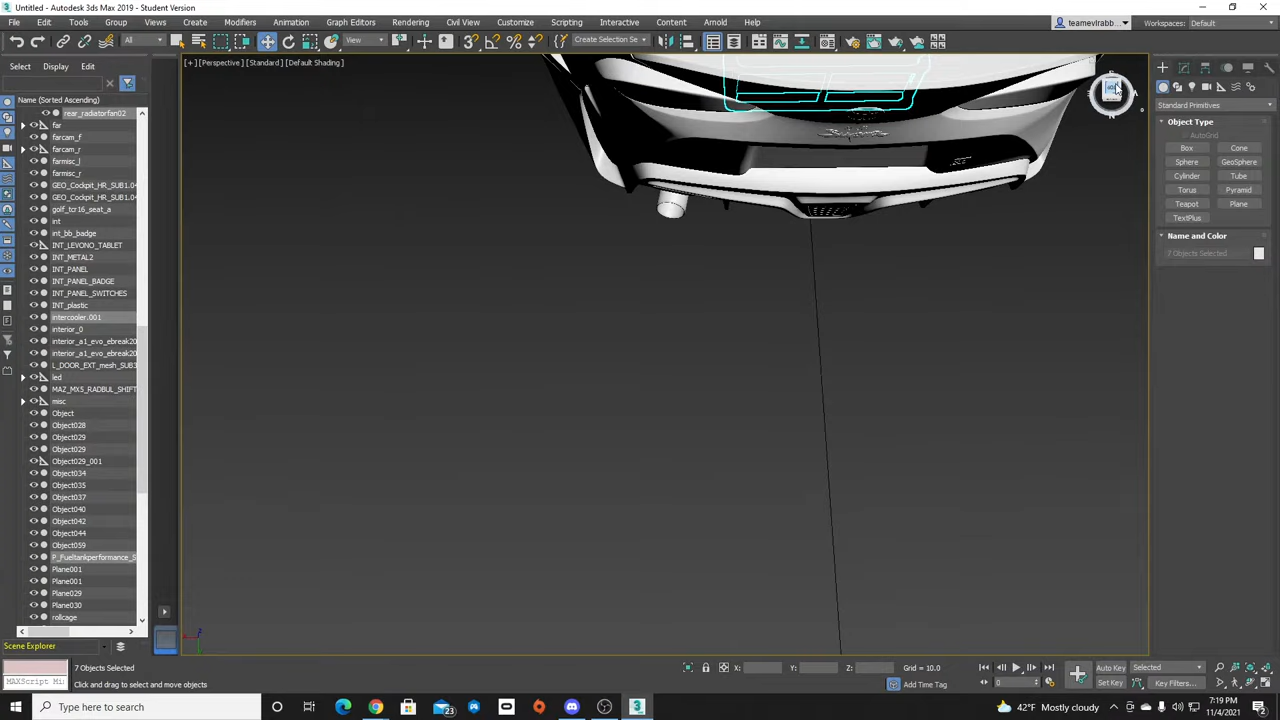 Untitled - Autodesk 3ds Max 2019 - Student Version
File Edit Tools Group Views Create Modifiers Animation Graph Editors Rendering Civil View Customize Scripting Interactive Content Arnold Help
teamevlrabb... Workspaces: Default
All View Create Selection Se
Select Display Edit
[+] [Perspective] [Standard] [Default Shading]
Name (Sorted Ascending)
rear_radiatorfan02
far
farcam_f
farcam_r
farmisc_l
farmisc_r
GEO_Cockpit_HR_SUB1.04
GEO_Cockpit_HR_SUB1.04
golf_tcr16_seat_a
int
int_bb_badge
INT_LEVONO_TABLET
INT_METAL2
INT_PANEL
INT_PANEL_BADGE
INT_PANEL_SWITCHES
INT_plastic
intercooler.001
interior_0
interior_a1_evo_ebreak20
interior_a1_evo_ebreak20
L_DOOR_EXT_mesh_SUB3
led
MAZ_MX5_RADBUL_SHIFT
misc
Object
Object028
Object029
Object029
Object029_001
Object034
Object035
Object037
Object040
Object042
Object044
Object059
P_Fueltankperformance_S
Plane001
Plane001
Plane029
Plane030
rollcage
Scene Explorer
Standard Primitives
Object Type
AutoGrid
Box Cone
Sphere GeoSphere
Cylinder Tube
Torus Pyramid
Teapot Plane
TextPlus
Name and Color
7 Objects Selected
MAXScript Mi
7 Objects Selected
Click and drag to select and move objects
X: Y: Z: Grid = 10.0
Add Time Tag
0
Auto Key Selected
Set Key Key Filters...
Type here to search
23
42°F Mostly cloudy
7:19 PM
11/4/2021
2